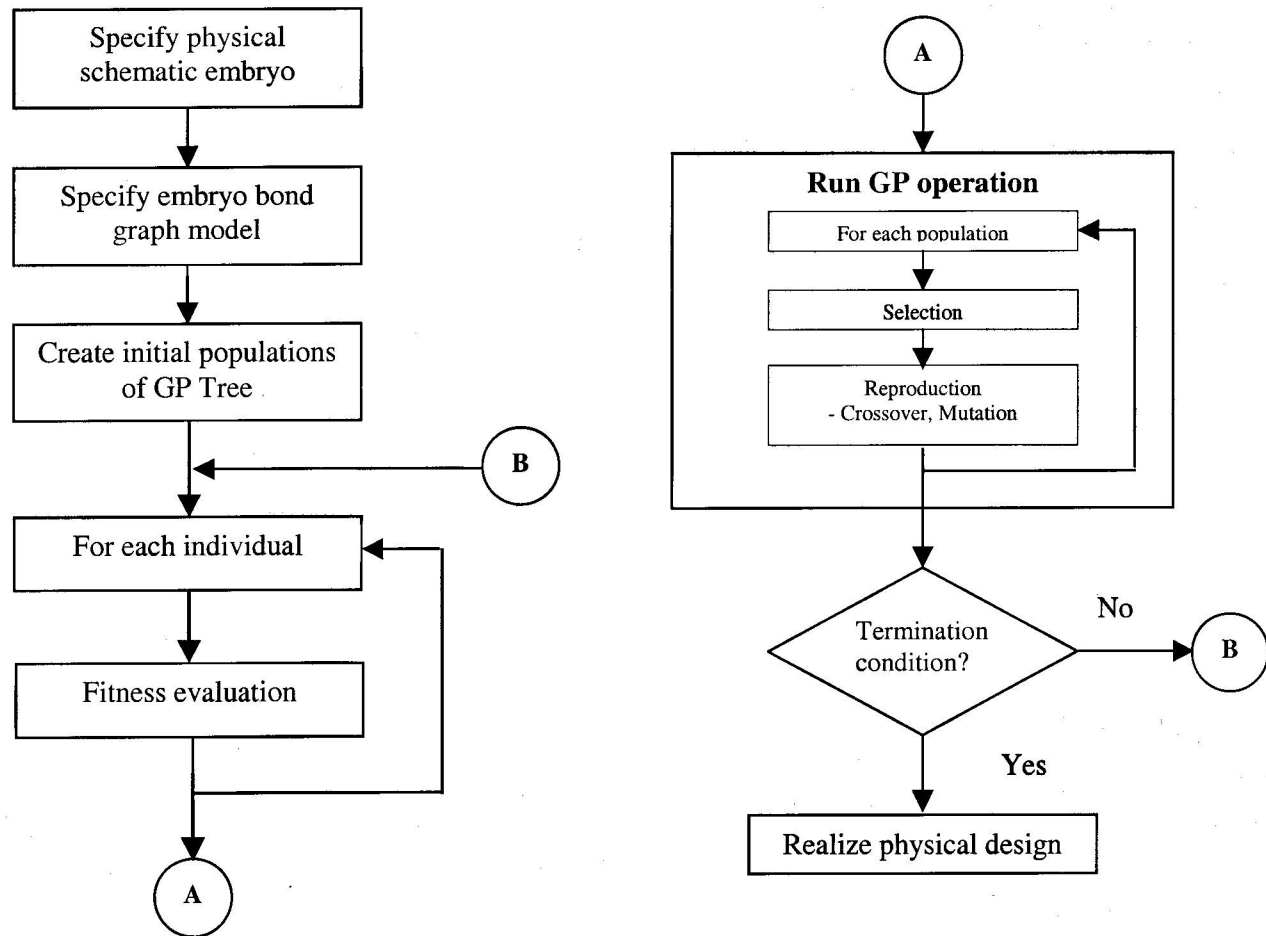 Specify physical
schematic embryo
Specify embryo bond
graph model
Create initial populations
of GP Tree
B
For each individual
Fitness evaluation
A
A
Run GP operation
For each population
Selection
Reproduction
- Crossover, Mutation
Termination
condition?
No
B
Yes
Realize physical design